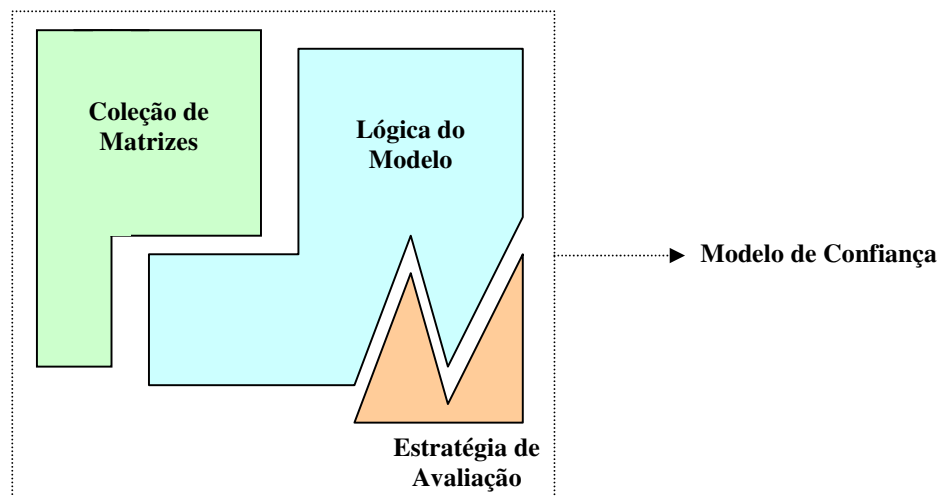 Coleção de
Matrizes
Lógica do
Modelo
Modelo de Confiança
Estratégia de
Avaliação